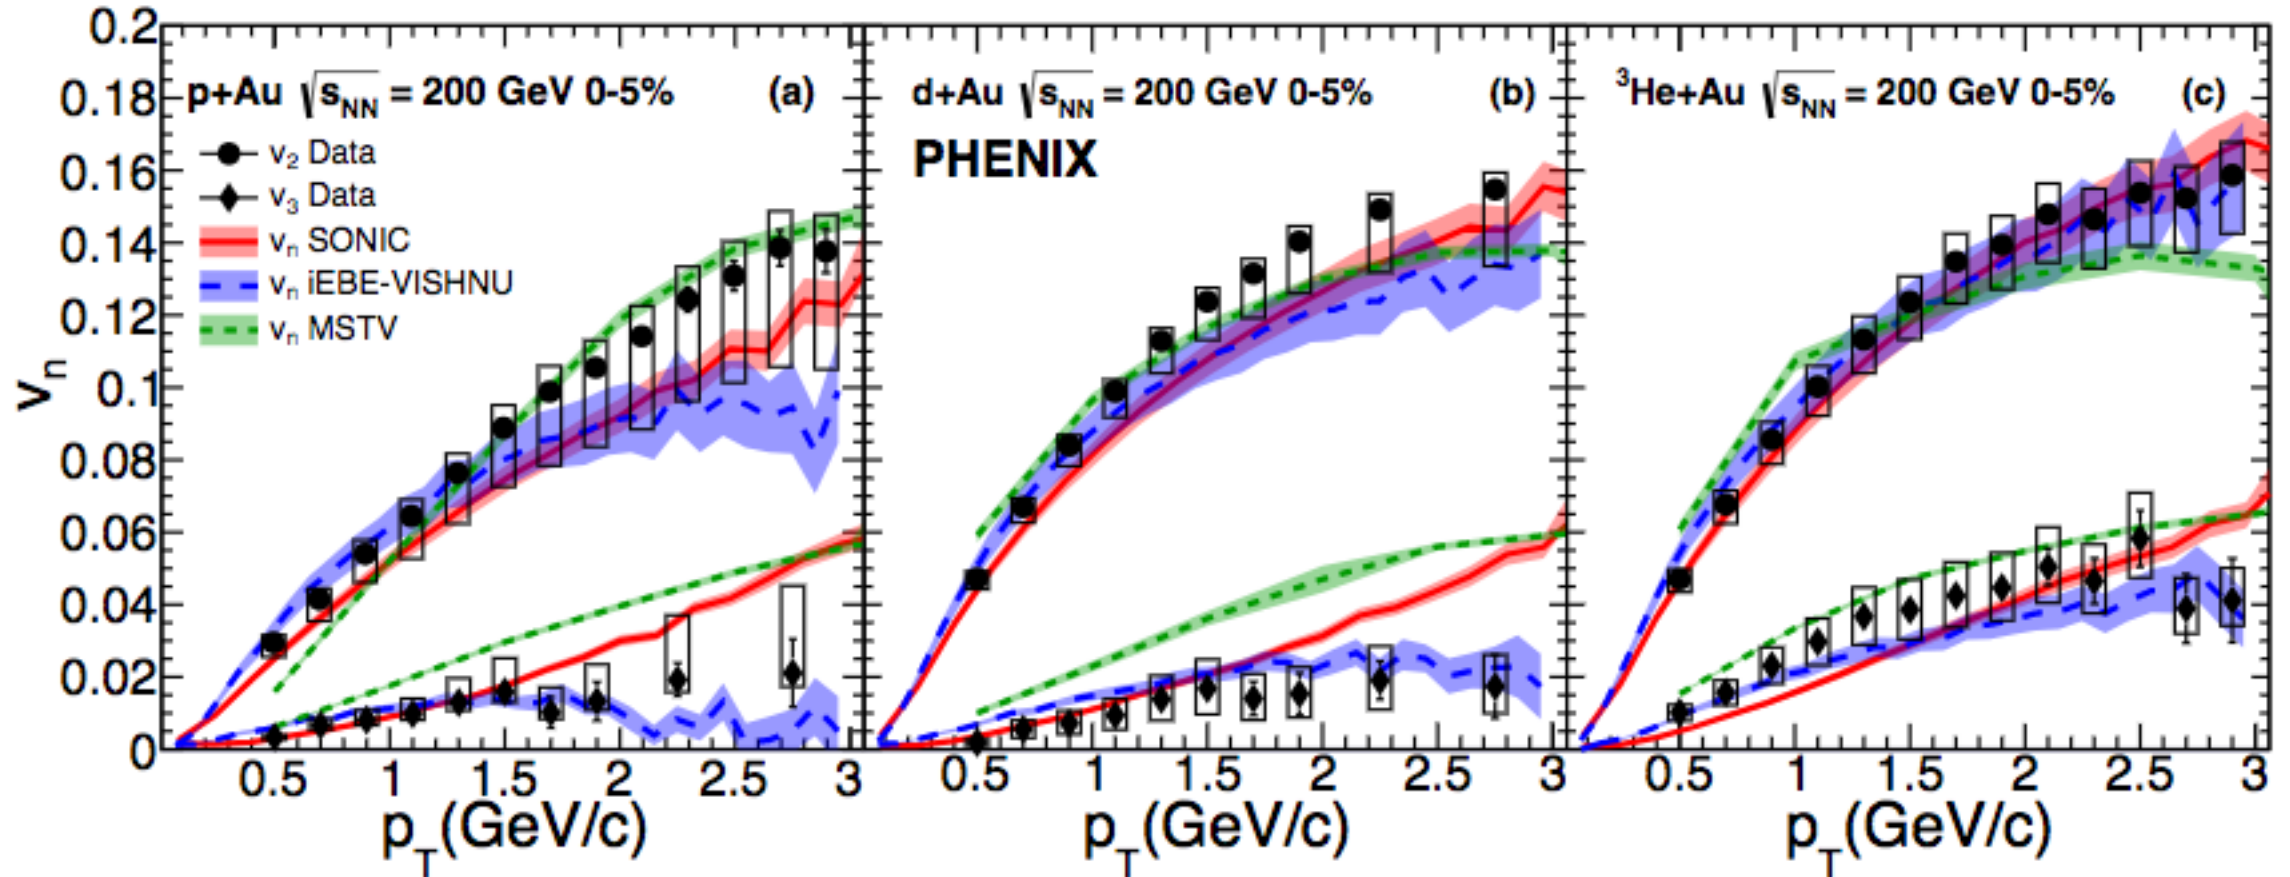 0.2
0.18
0.16
0.14
0.12
0.1
0.08
0.06
0.04
0.02
0
vn
p+Au √sNN = 200 GeV 0-5% (a)
v2 Data
v3 Data
vn SONIC
vn iEBE-VISHNU
vn MSTV
0.5 1 1.5 2 2.5 3
pT(GeV/c)
d+Au √sNN = 200 GeV 0-5% (b)
PHENIX
0.5 1 1.5 2 2.5 3
pT(GeV/c)
3He+Au √sNN = 200 GeV 0-5% (c)
0.5 1 1.5 2 2.5 3
pT(GeV/c)